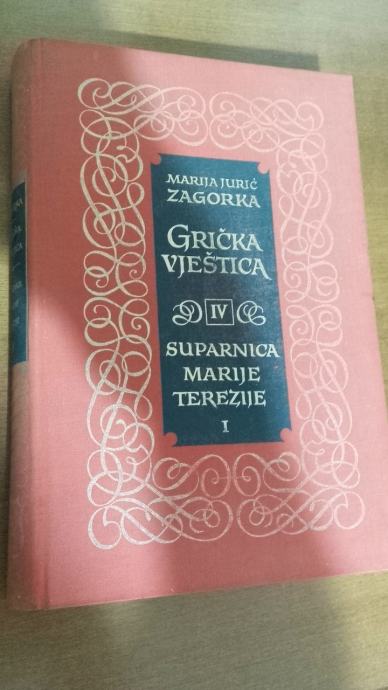 MARIJA JURIĆ
ZAGORKA
GRIČKA
VJEŠTICA
IV
SUPARNICA
MARIJE
TEREZIJE
I